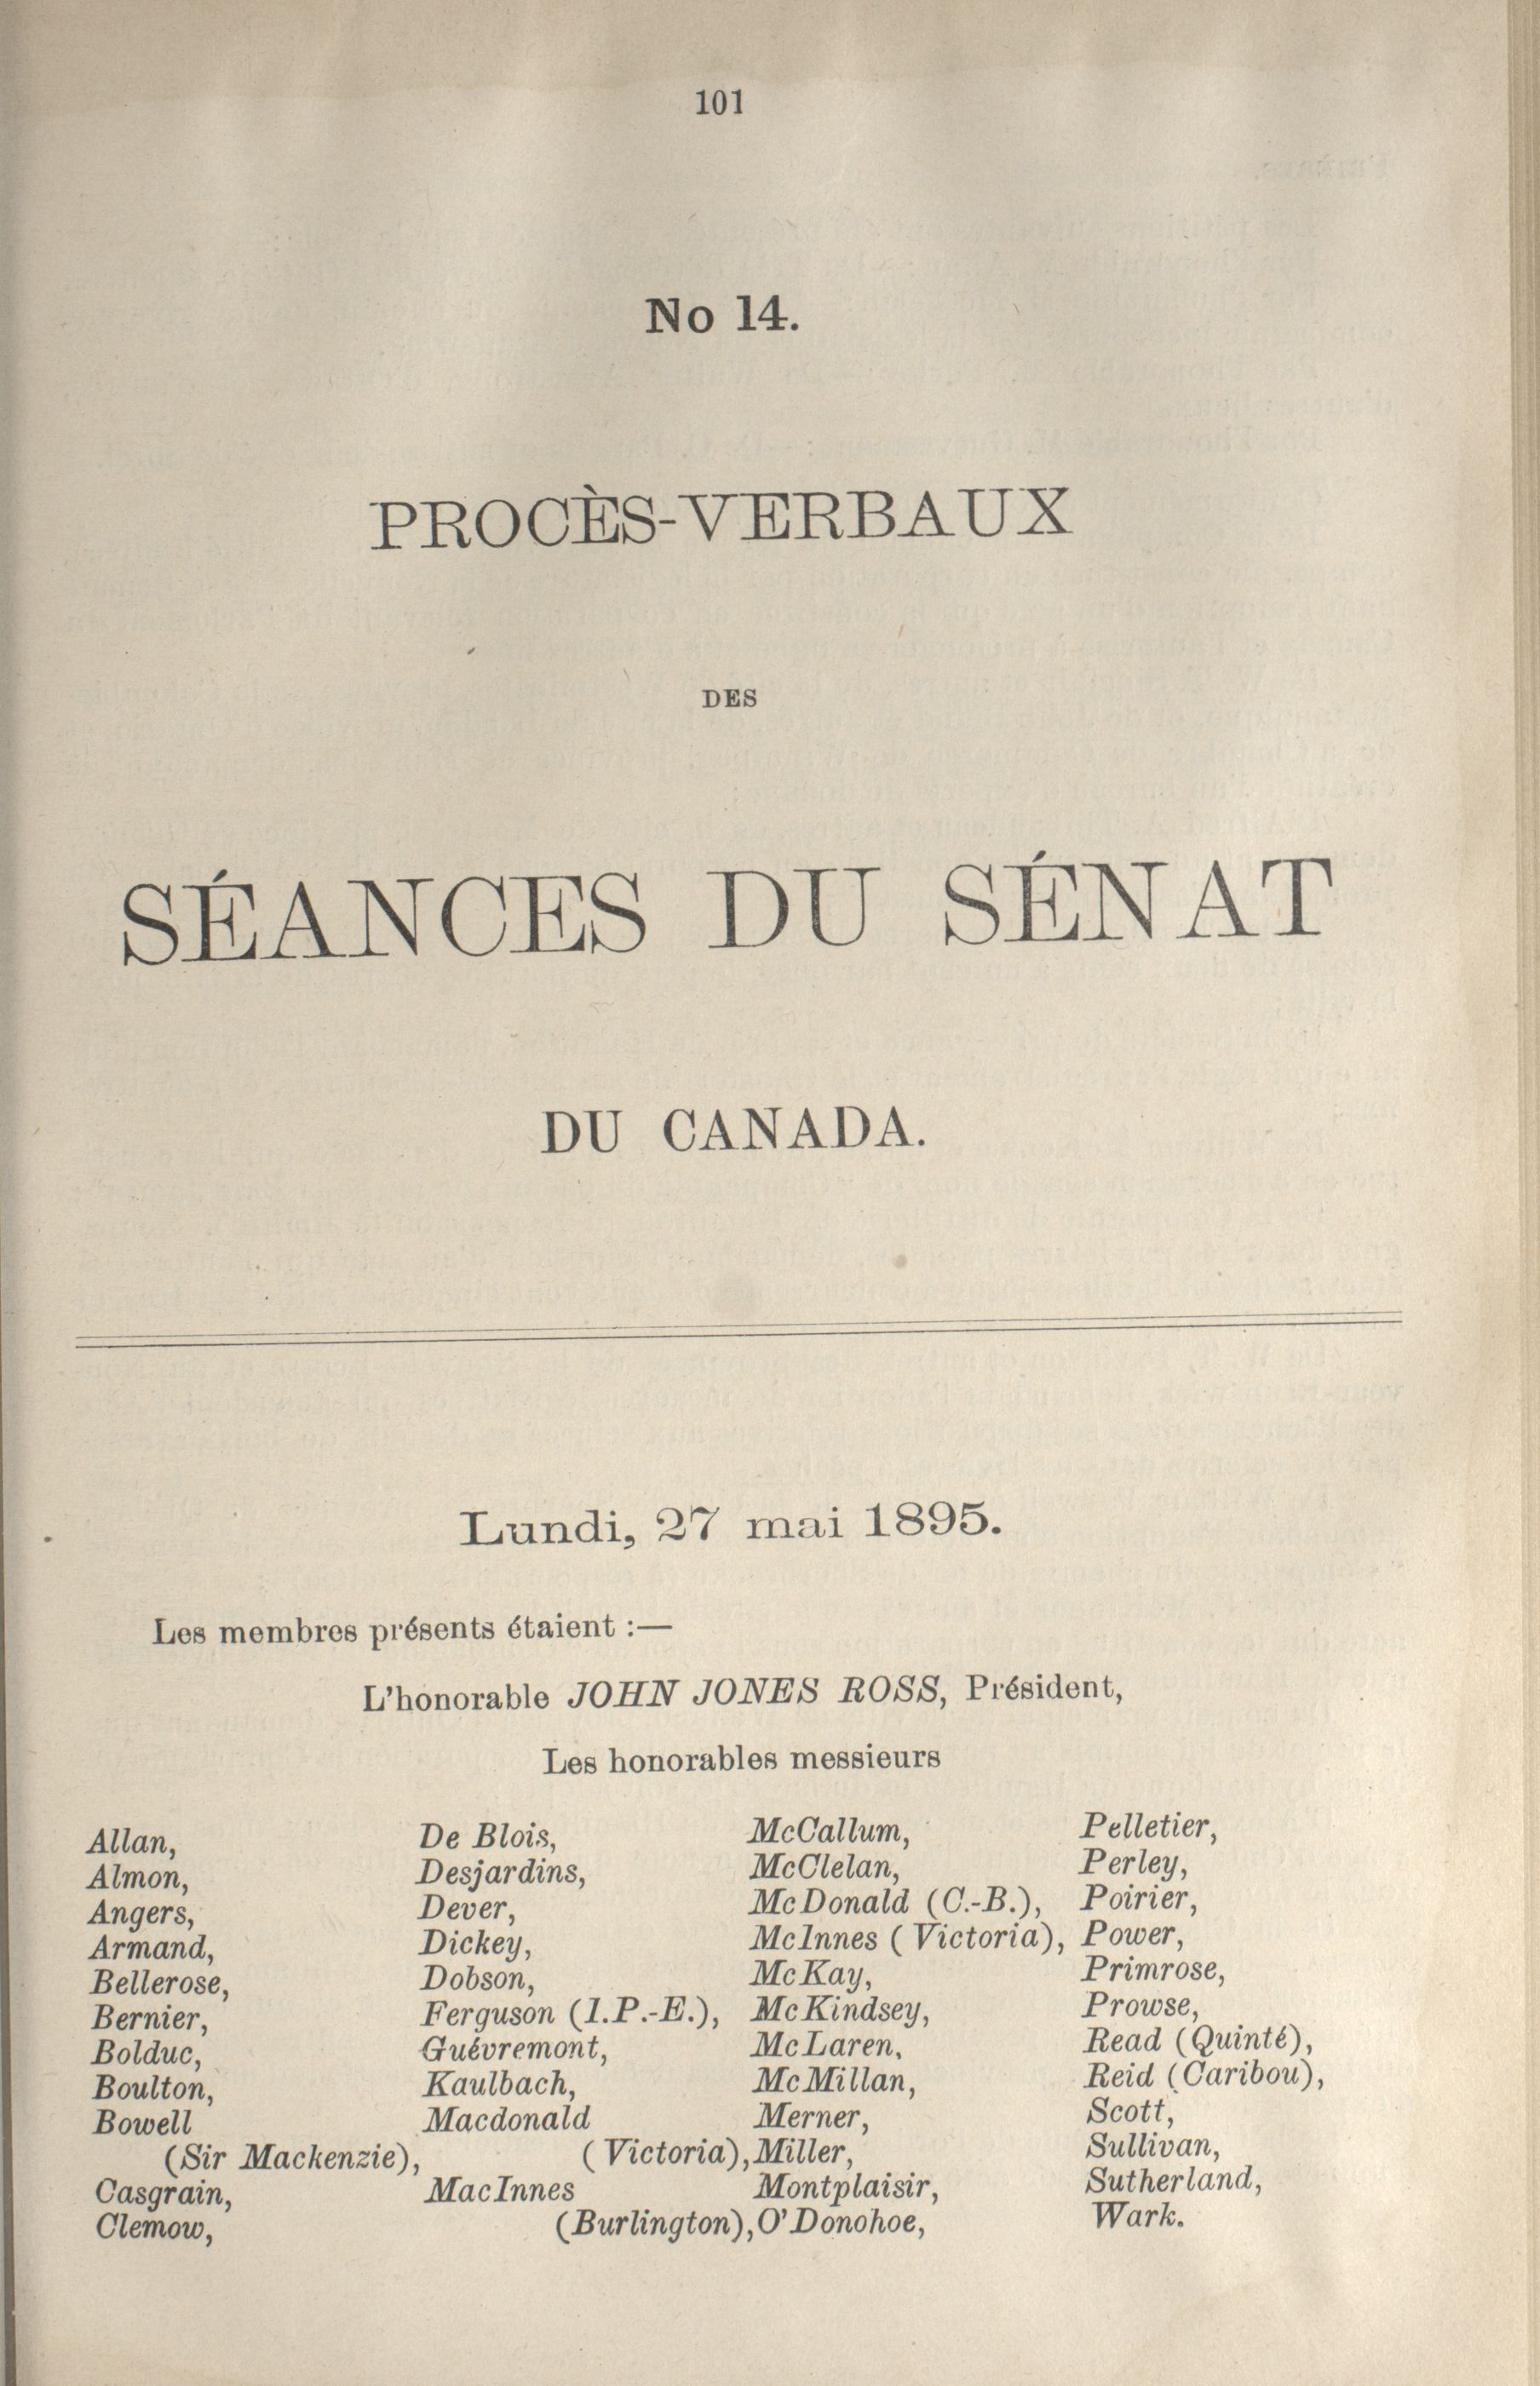 101
No 14.
PROCÈS-VERBAUX
DES
SÉANCES DU SÉNAT
DU CANADA.
Lundi, 27 mai 1895.
Les membres présents étaient :—
L'honorable JOHN JONES ROSS, Président,
Les honorables messieurs
Allan,
Almon,
Angers,
Armand,
Bellerose,
Bernier,
Bolduc,
Boulton,
Bowell
(Sir Mackenzie),
Casgrain,
Clemow,
De Blois,
Desjardins,
Dever,
Dickey,
Dobson,
Ferguson (I.P.-E.),
Guévremont,
Kaulbach,
Macdonald
(Victoria),
MacInnes
(Burlington),
McCallum,
McClelan,
McDonald (C.-B.),
McInnes (Victoria),
McKay,
McKindsey,
McLaren,
McMillan,
Merner,
Miller,
Montplaisir,
O'Donohoe,
Pelletier,
Perley,
Poirier,
Power,
Primrose,
Prowse,
Read (Quinté),
Reid (Caribou),
Scott,
Sullivan,
Sutherland,
Wark.